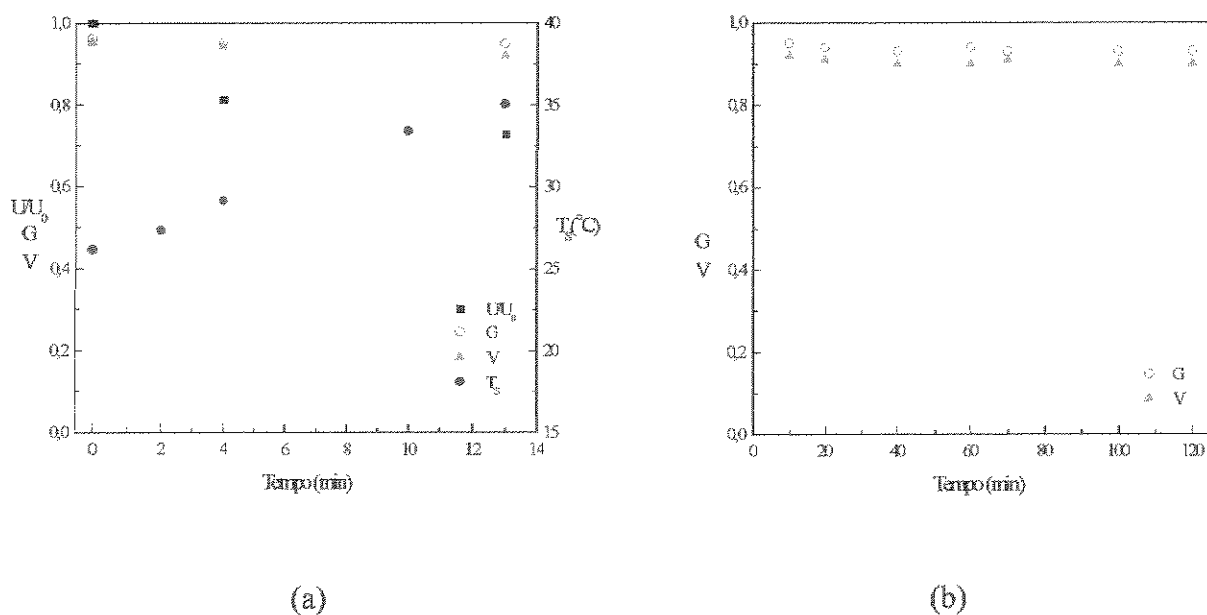 1,0
0,8
0,6
0,4
0,2
0,0
U/U₀
G
V
40
35
30
25
20
15
Tₛ(°C)
U/U₀
G
V
Tₛ
0 2 4 6 8 10 12 14
Tempo (min)
(a)
1,0
0,8
0,6
0,4
0,2
0,0
G
V
G
V
0 20 40 60 80 100 120
Tempo (min)
(b)